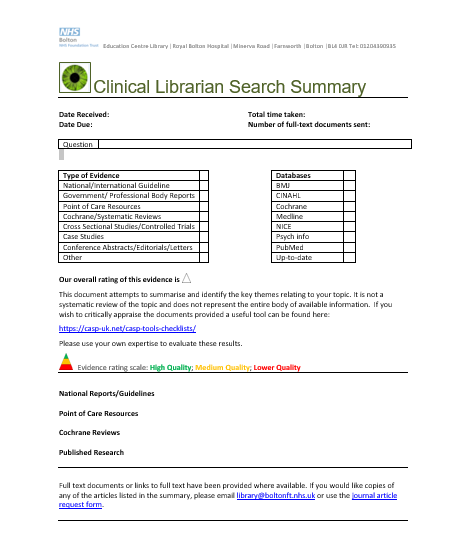 NHS
Bolton
NHS Foundation Trust
Education Centre Library | Royal Bolton Hospital | Minerva Road | Farnworth | Bolton | BL4 0JR Tel: 01204390935
Clinical Librarian Search Summary
Date Received: Total time taken:
Date Due: Number of full-text documents sent:
Question
Type of Evidence Databases
National/International Guideline BMJ
Government/ Professional Body Reports CINAHL
Point of Care Resources Cochrane
Cochrane/Systematic Reviews Medline
Cross Sectional Studies/Controlled Trials NICE
Case Studies Psych info
Conference Abstracts/Editorials/Letters PubMed
Other Up-to-date
Our overall rating of this evidence is
This document attempts to summarise and identify the key themes relating to your topic. It is not a
systematic review of the topic and does not represent the entire body of available information. If you
wish to critically appraise the documents provided a useful tool can be found here:
https://casp-uk.net/casp-tools-checklists/
Please use your own expertise to evaluate these results.
Evidence rating scale: High Quality; Medium Quality; Lower Quality
National Reports/Guidelines
Point of Care Resources
Cochrane Reviews
Published Research
Full text documents or links to full text have been provided where available. If you would like copies of
any of the articles listed in the summary, please email library@boltonft.nhs.uk or use the journal article
request form.